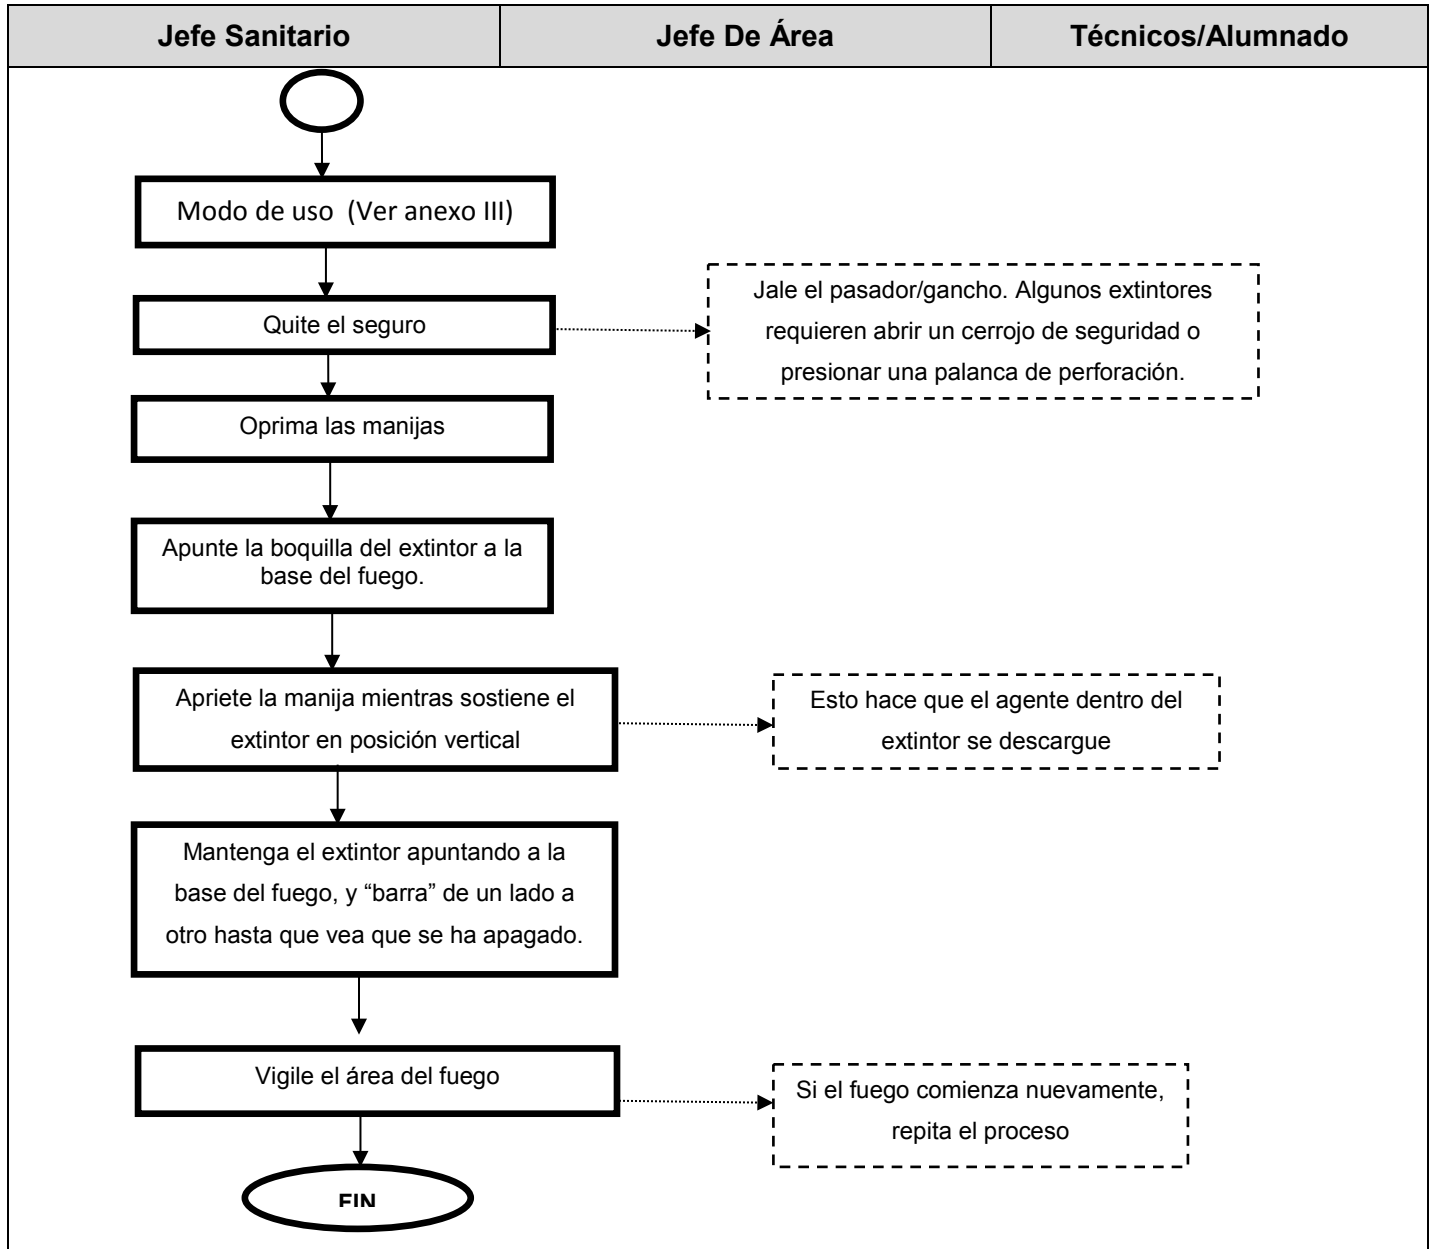 Jefe Sanitario
Jefe De Área
Técnicos/Alumnado
Modo de uso (Ver anexo III)
Quite el seguro
Jale el pasador/gancho. Algunos extintores
requieren abrir un cerrojo de seguridad o
presionar una palanca de perforación.
Oprima las manijas
Apunte la boquilla del extintor a la
base del fuego.
Apriete la manija mientras sostiene el
extintor en posición vertical
Esto hace que el agente dentro del
extintor se descargue
Mantenga el extintor apuntando a la
base del fuego, y “barra” de un lado a
otro hasta que vea que se ha apagado.
Vigile el área del fuego
Si el fuego comienza nuevamente,
repita el proceso
FIN